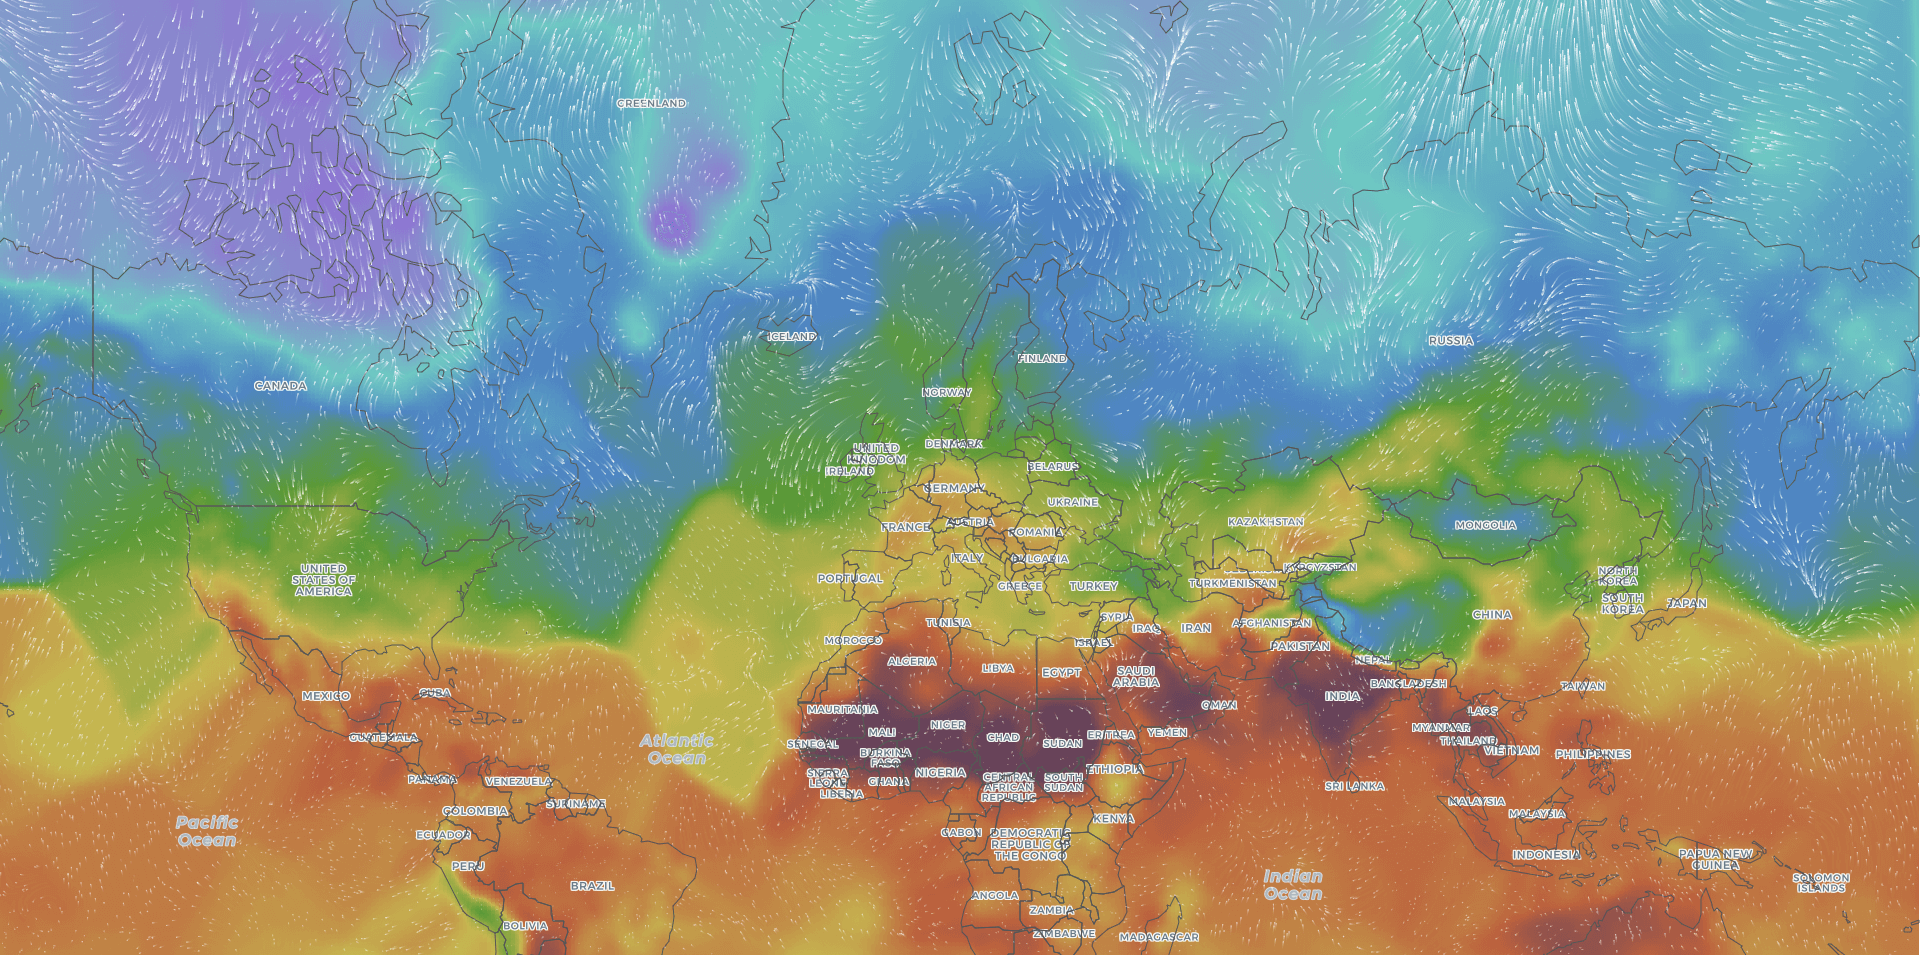 GREENLAND
ICELAND
RUSSIA
FINLAND
CANADA
NORWAY
DENMARK
UNITED
KINGDOM
IRELAND
BELARUS
GERMANY
UKRAINE
FRANCE
AUSTRIA
ROMANIA
KAZAKHSTAN
MONGOLIA
ITALY
BULGARIA
KYRGYZSTAN
UNITED
STATES OF
AMERICA
PORTUGAL
GREECE
TURKEY
TURKMENISTAN
NORTH
KOREA
SOUTH
KOREA
JAPAN
CHINA
TUNISIA
SYRIA
IRAQ
IRAN
AFGHANISTAN
MOROCCO
ISRAEL
PAKISTAN
NEPAL
ALGERIA
LIBYA
EGYPT
SAUDI
ARABIA
BANGLADESH
TAIWAN
MEXICO
CUBA
INDIA
OMAN
MAURITANIA
LAOS
NIGER
MYANMAR
MALI
CHAD
SUDAN
ERITREA
YEMEN
THAILAND
VIETNAM
PHILIPPINES
GUATEMALA
Atlantic
Ocean
SENEGAL
BURKINA
FASO
PANAMA
VENEZUELA
SIERRA
LEONE
LIBERIA
GHANA
NIGERIA
CENTRAL
AFRICAN
REPUBLIC
SOUTH
SUDAN
ETHIOPIA
SRI LANKA
MALAYSIA
MALAYSIA
SURINAME
COLOMBIA
Pacific
Ocean
ECUADOR
GABON
DEMOCRATIC
REPUBLIC OF
THE CONGO
KENYA
INDONESIA
PAPUA NEW
GUINEA
PERU
BRAZIL
Indian
Ocean
SOLOMON
ISLANDS
ANGOLA
ZAMBIA
BOLIVIA
ZIMBABWE
MADAGASCAR